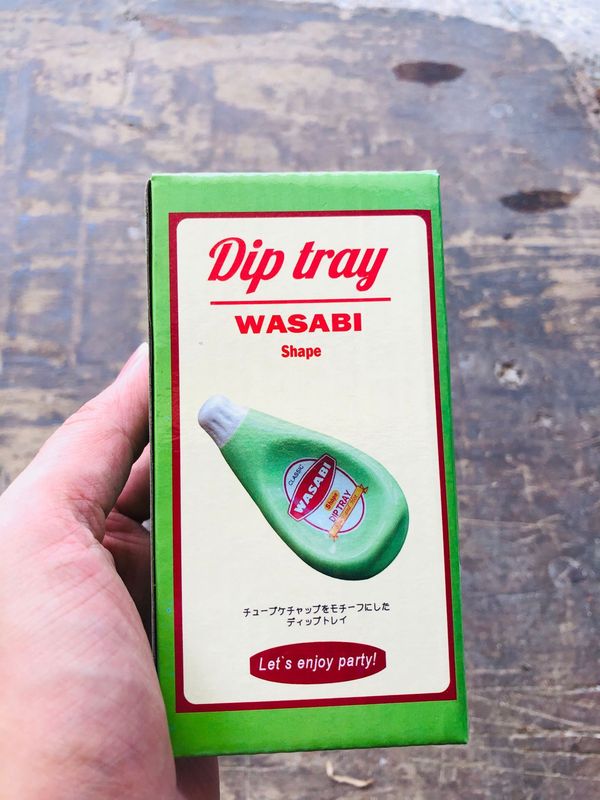 Dip tray
WASABI
Shape
CLASSIC
WASABI
Shape
DIP TRAY
チューブケチャップをモチーフにした
ディップトレイ
Let`s enjoy party!